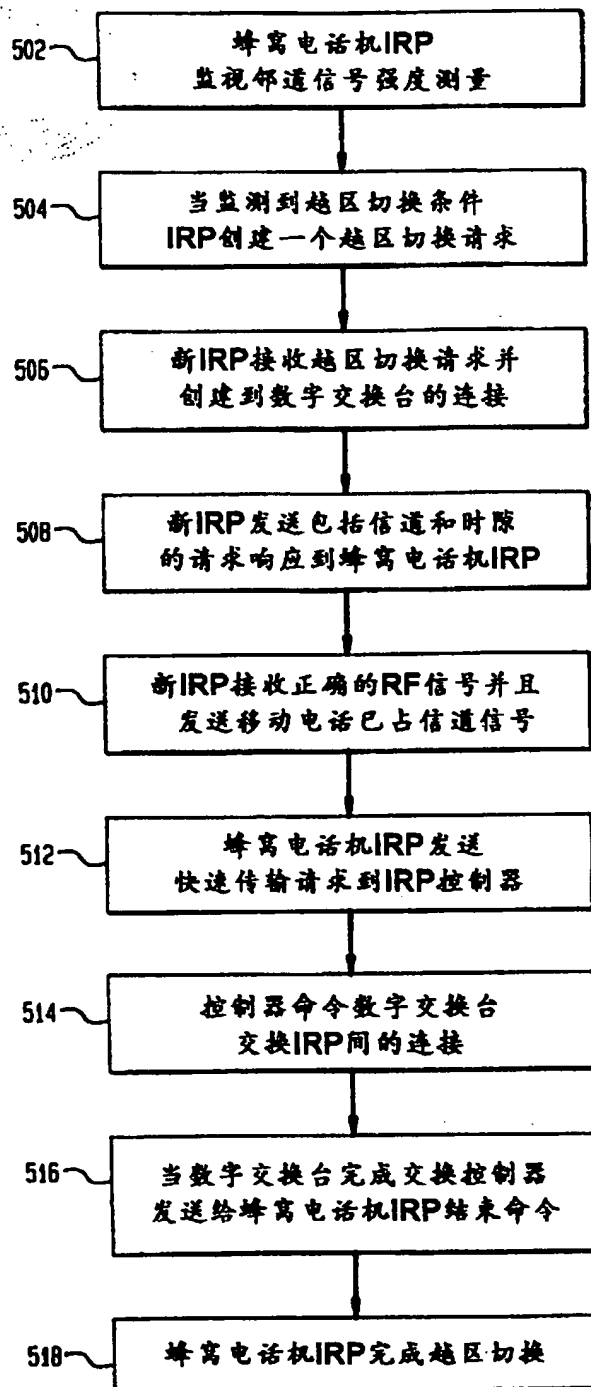 502
蜂窝电话机IRP
监视邻道信号强度测量
504
当监测到越区切换条件
IRP创建一个越区切换请求
506
新IRP接收越区切换请求并
创建到数字交换台的连接
508
新IRP发送包括信道和时隙
的请求响应到蜂窝电话机IRP
510
新IRP接收正确的RF信号并且
发送移动电话已占信道信号
512
蜂窝电话机IRP发送
快速传输请求到IRP控制器
514
控制器命令数字交换台
交换IRP间的连接
516
当数字交换台完成交换控制器
发送给蜂窝电话机IRP结束命令
518
蜂窝电话机IRP完成越区切换